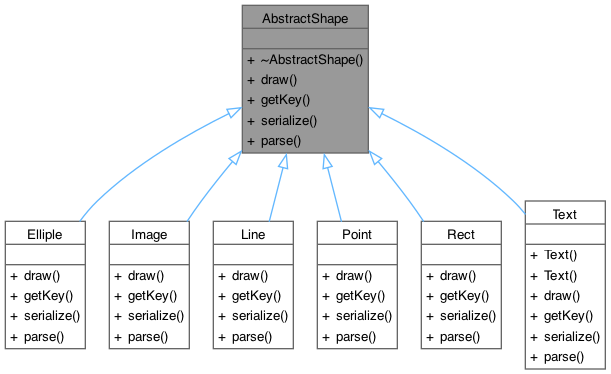 AbstractShape
+ ~AbstractShape()
+ draw()
+ getKey()
+ serialize()
+ parse()
Elliple
+ draw()
+ getKey()
+ serialize()
+ parse()
Image
+ draw()
+ getKey()
+ serialize()
+ parse()
Line
+ draw()
+ getKey()
+ serialize()
+ parse()
Point
+ draw()
+ getKey()
+ serialize()
+ parse()
Rect
+ draw()
+ getKey()
+ serialize()
+ parse()
Text
+ Text()
+ Text()
+ draw()
+ getKey()
+ serialize()
+ parse()